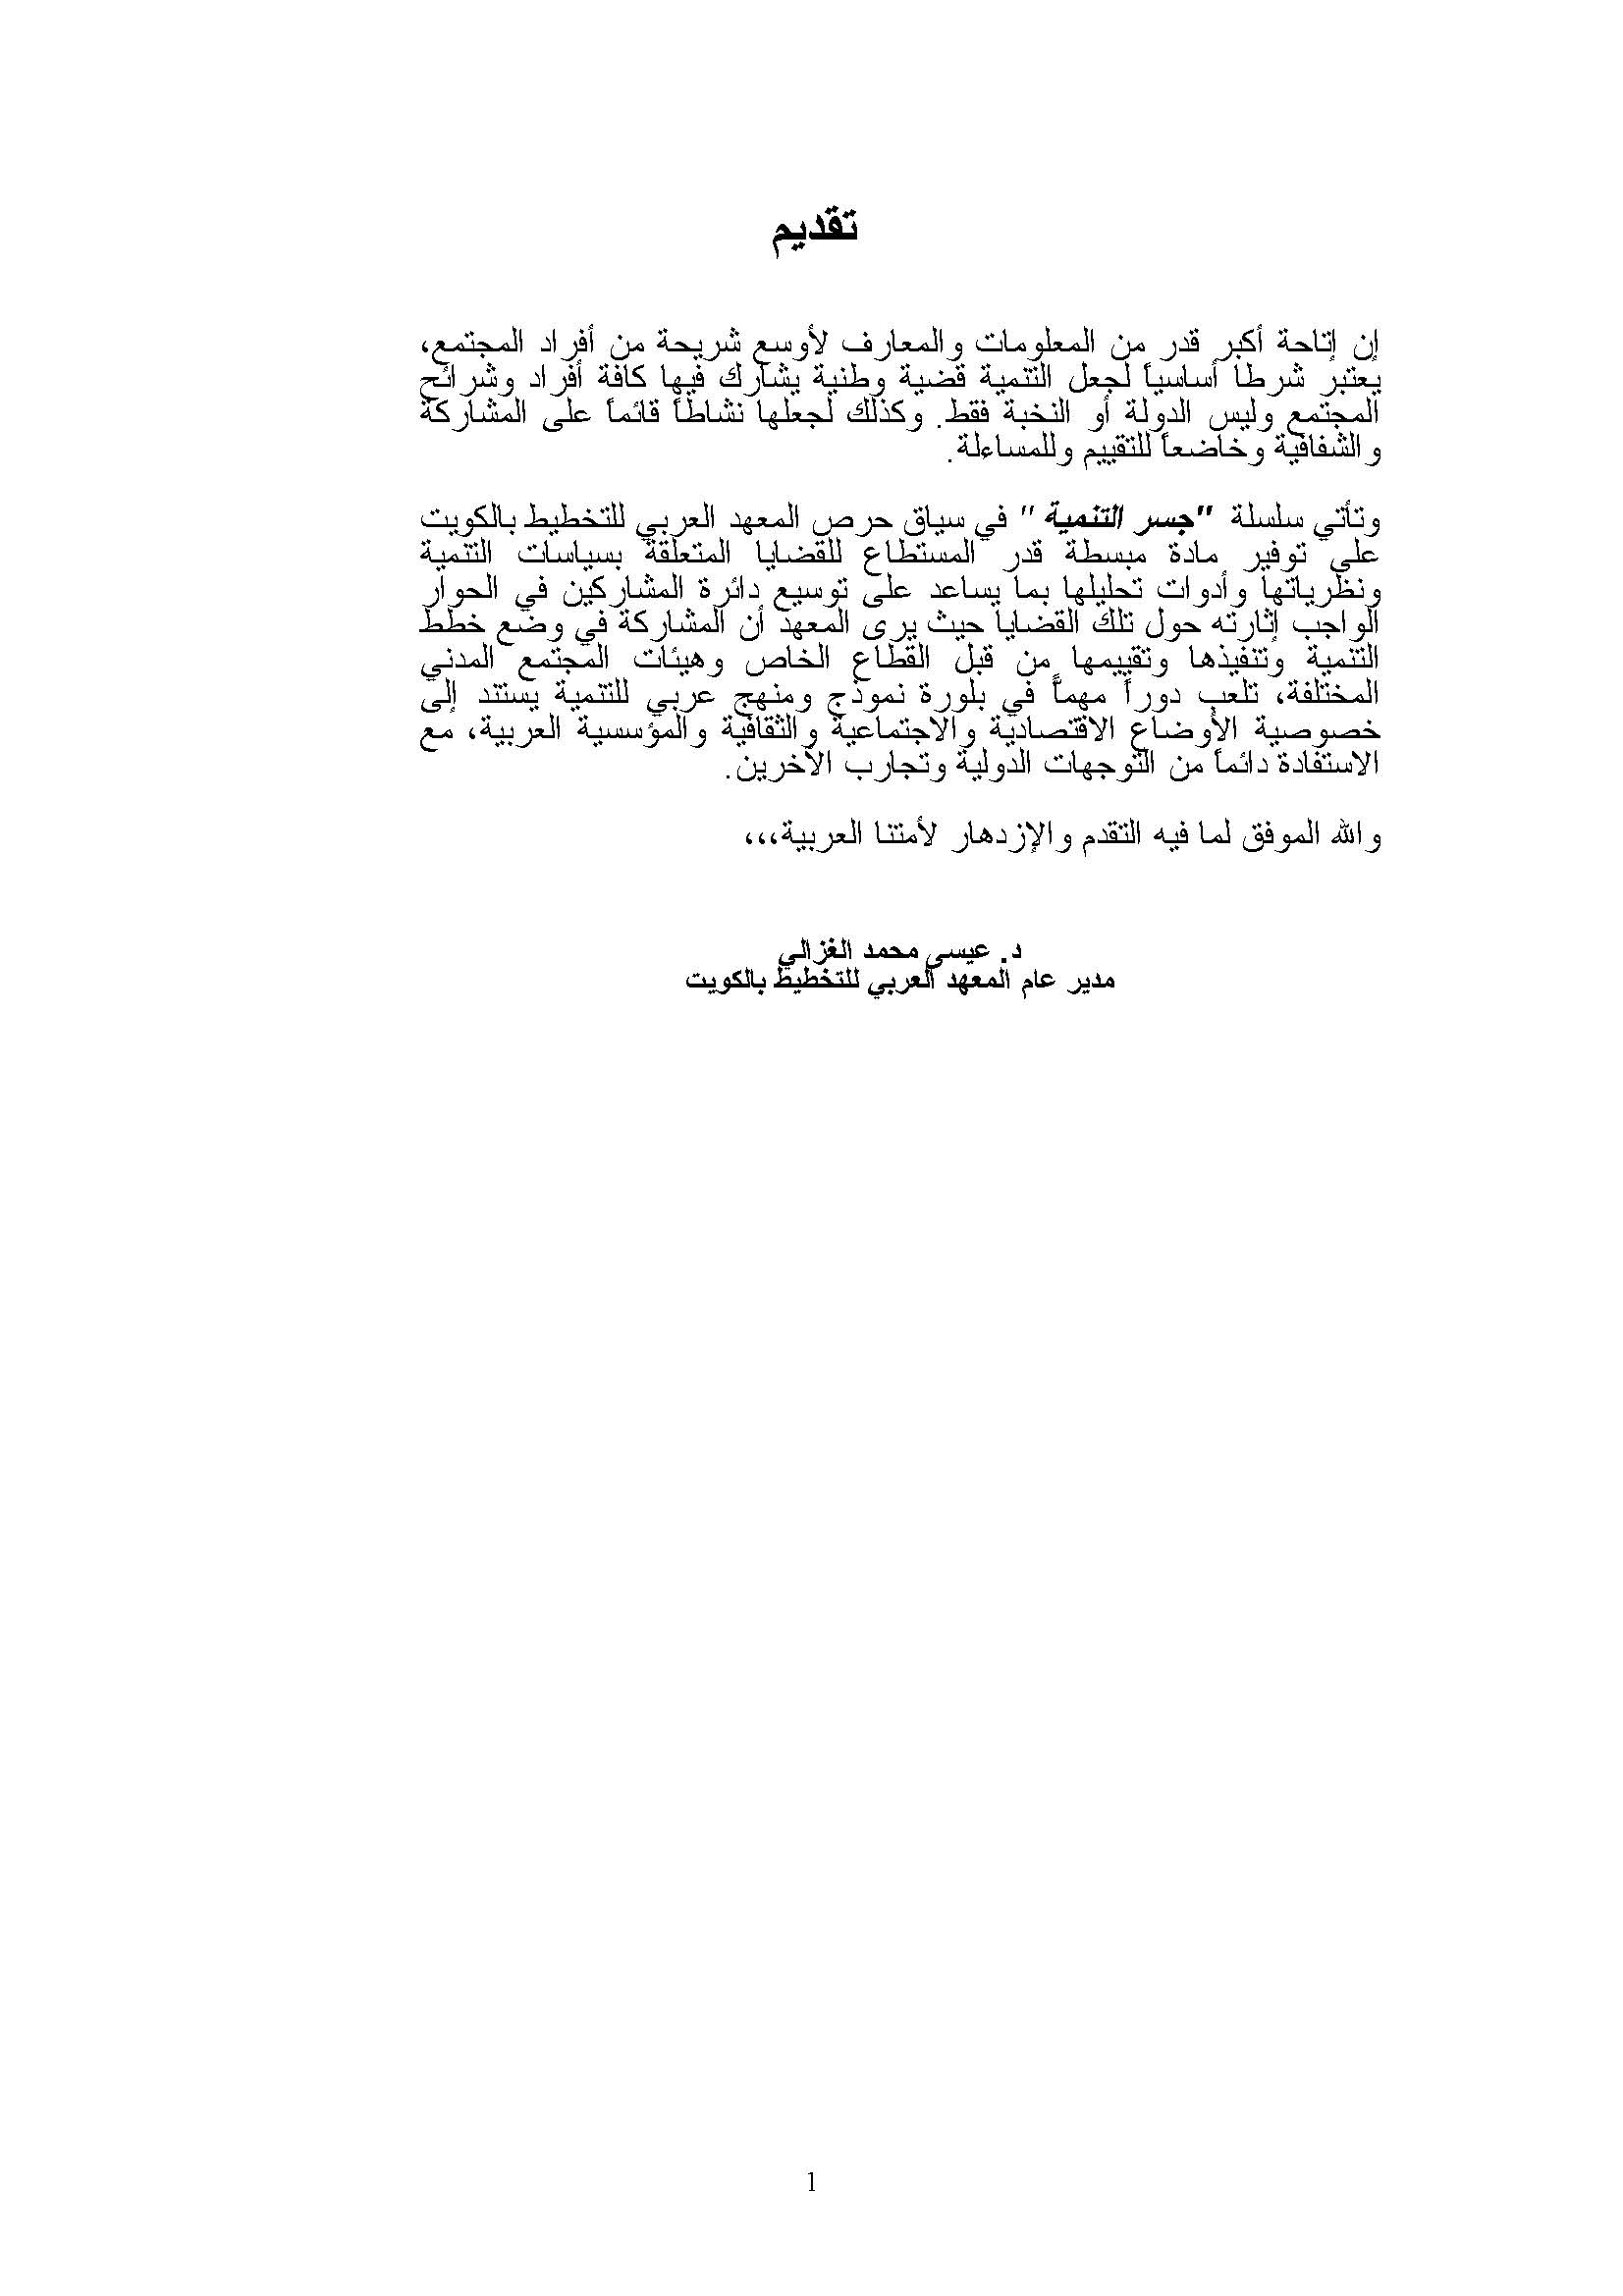 تقديم
إن إتاحة أكبر قدر من المعلومات والمعارف لأوسع شريحة من أفراد المجتمع،
يعتبر شرطاً أساسياً لجعل التنمية قضية وطنية يشارك فيها كافة أفراد وشرائح
المجتمع وليس الدولة أو النخبة فقط. وكذلك لجعلها نشاطاً قائماً على المشاركة
والشفافية وخاضعاً للتقييم وللمساءلة.
وتأتي سلسلة "جسر التنمية " في سياق حرص المعهد العربي للتخطيط بالكويت
على توفير مادة مبسطة قدر المستطاع للقضايا المتعلقة بسياسات التنمية
ونظرياتها وأدوات تحليلها بما يساعد على توسيع دائرة المشاركين في الحوار
الواجب إثارته حول تلك القضايا حيث يرى المعهد أن المشاركة في وضع خطط
التنمية وتنفيذها وتقييمها من قبل القطاع الخاص وهيئات المجتمع المدني
المختلفة، تلعب دوراً مهماً في بلورة نموذج ومنهج عربي للتنمية يستند إلى
خصوصية الأوضاع الاقتصادية والاجتماعية والثقافية والمؤسسية العربية، مع
الاستفادة دائماً من التوجهات الدولية وتجارب الآخرين.
والله الموفق لما فيه التقدم والإزدهار لأمتنا العربية،،،
د. عيسى محمد الغزالي
مدير عام المعهد العربي للتخطيط بالكويت
1